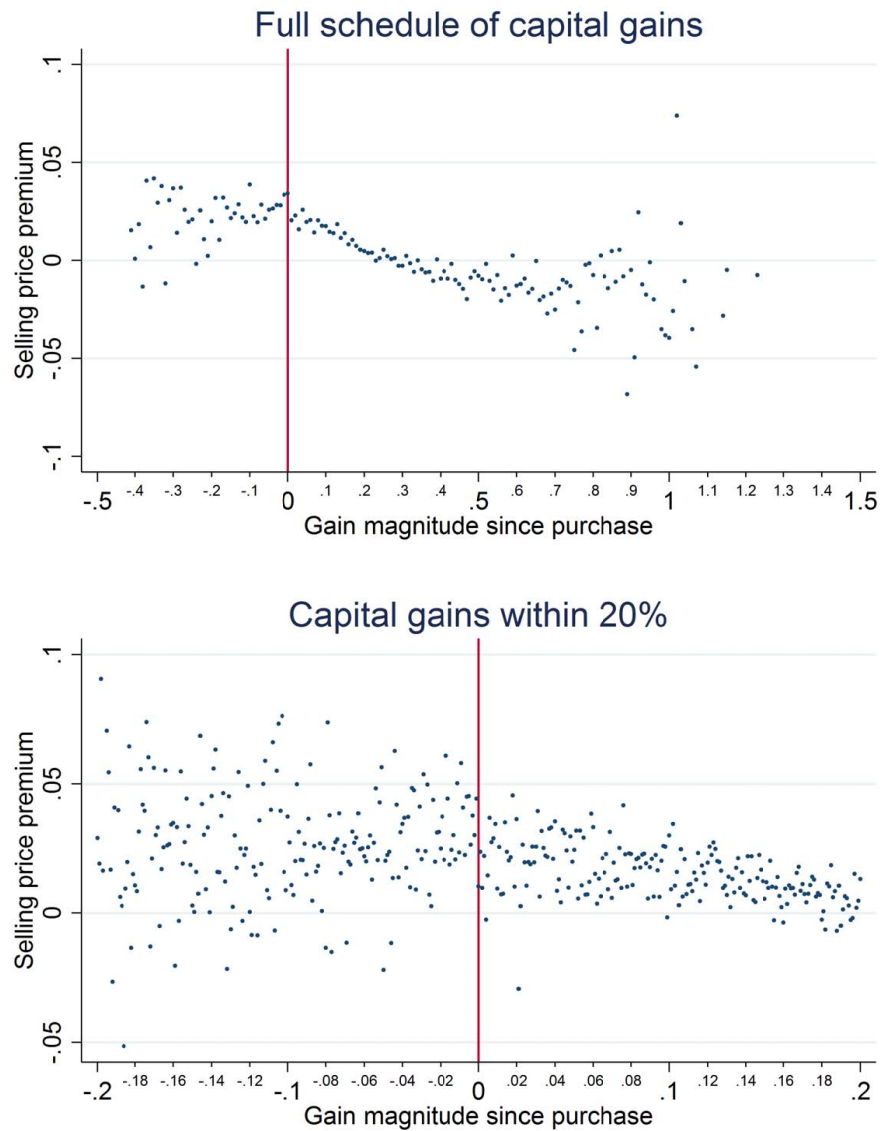 Full schedule of capital gains
Selling price premium
.1
.05
0
-.05
-.1
-.5 -.4 -.3 -.2 -.1 0 .1 .2 .3 .4 .5 .6 .7 .8 .9 1 1.1 1.2 1.3 1.4 1.5
Gain magnitude since purchase
Capital gains within 20%
Selling price premium
.1
.05
0
-.05
-.2 -.18 -.16 -.14 -.12 -.1 -.08 -.06 -.04 -.02 0 .02 .04 .06 .08 .1 .12 .14 .16 .18 .2
Gain magnitude since purchase